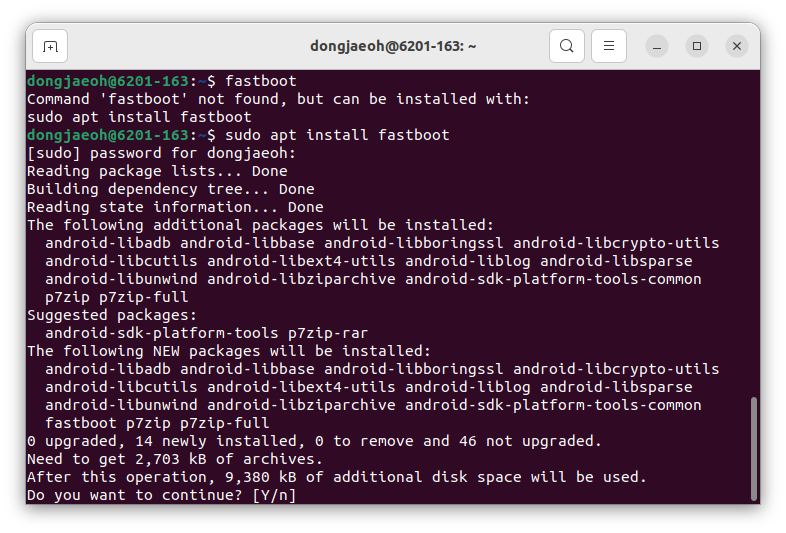 dongjaeoh@6201-163: ~
dongjaeoh@6201-163:~$ fastboot
Command 'fastboot' not found, but can be installed with:
sudo apt install fastboot
dongjaeoh@6201-163:~$ sudo apt install fastboot
[sudo] password for dongjaeoh:
Reading package lists... Done
Building dependency tree... Done
Reading state information... Done
The following additional packages will be installed:
  android-libadb android-libbase android-libboringssl android-libcrypto-utils
  android-libcutils android-libext4-utils android-liblog android-libsparse
  android-libunwind android-libziparchive android-sdk-platform-tools-common
  p7zip p7zip-full
Suggested packages:
  android-sdk-platform-tools p7zip-rar
The following NEW packages will be installed:
  android-libadb android-libbase android-libboringssl android-libcrypto-utils
  android-libcutils android-libext4-utils android-liblog android-libsparse
  android-libunwind android-libziparchive android-sdk-platform-tools-common
  fastboot p7zip p7zip-full
0 upgraded, 14 newly installed, 0 to remove and 46 not upgraded.
Need to get 2,703 kB of archives.
After this operation, 9,380 kB of additional disk space will be used.
Do you want to continue? [Y/n]